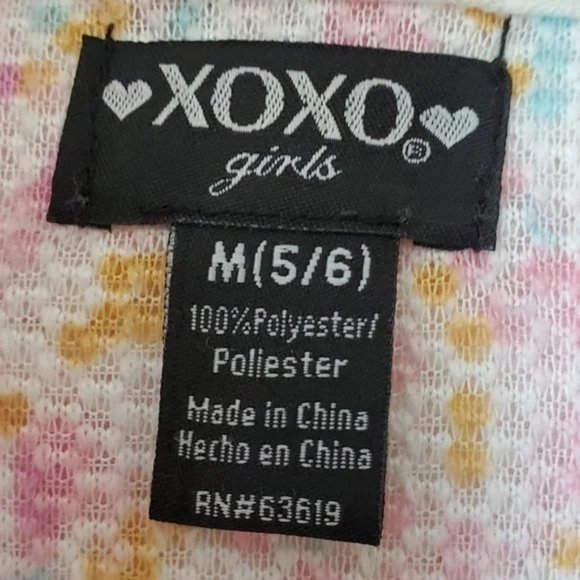 XOXO®
girls
M(5/6)
100%Polyester/
Poliester
Made in China
Hecho en China
RN#63619